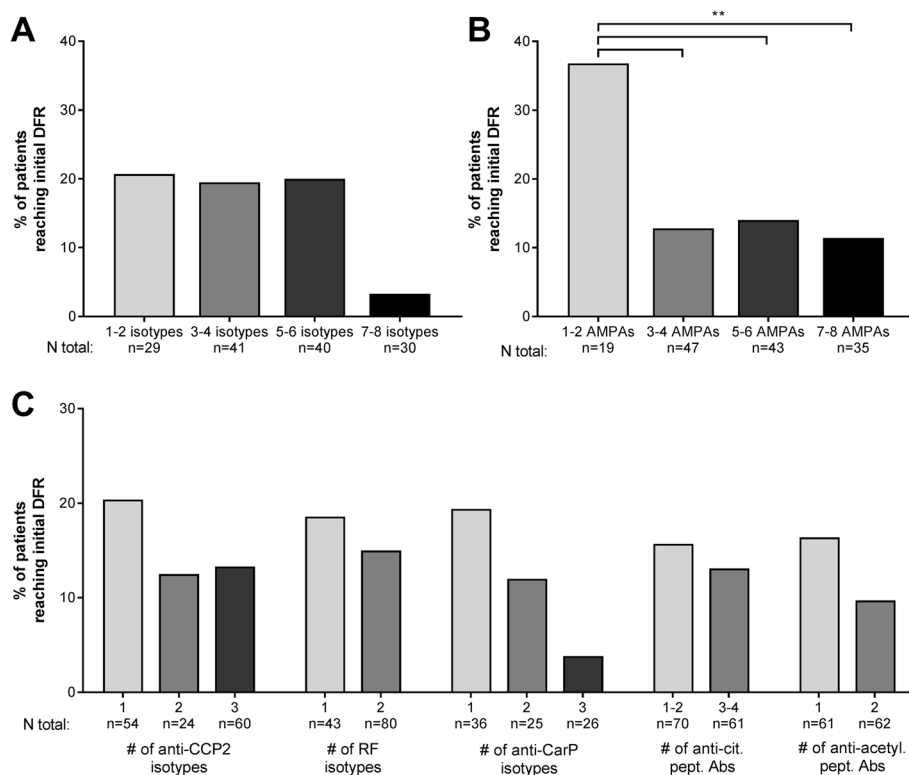 A
% of patients
reaching initial DFR
40
30
20
10
0
1-2 isotypes 3-4 isotypes 5-6 isotypes 7-8 isotypes
N total: n=29 n=41 n=40 n=30
B
**
% of patients
reaching initial DFR
40
30
20
10
0
1-2 AMPAs 3-4 AMPAs 5-6 AMPAs 7-8 AMPAs
N total: n=19 n=47 n=43 n=35
C
% of patients
reaching initial DFR
30
20
10
0
1 2 3 1 2 1 2 3 1-2 3-4 1 2
N total: n=54 n=24 n=60 n=43 n=80 n=36 n=25 n=26 n=70 n=61 n=61 n=62
# of anti-CCP2 # of RF # of anti-CarP # of anti-cit. # of anti-acetyl.
isotypes isotypes isotypes pept. Abs pept. Abs